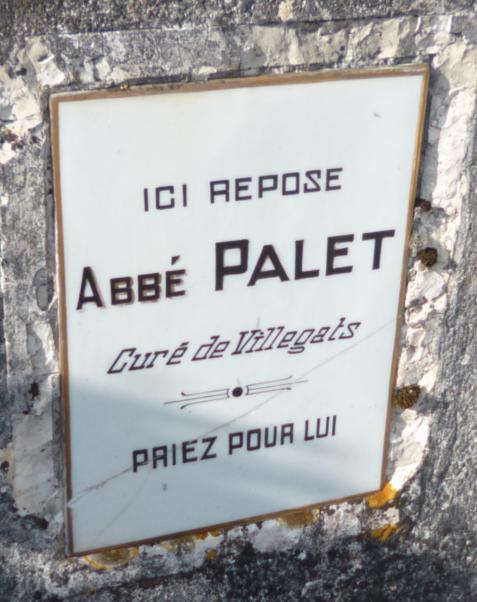 ICI REPOSE
ABBÉ PALET
Curé de Villegats
PRIEZ POUR LUI